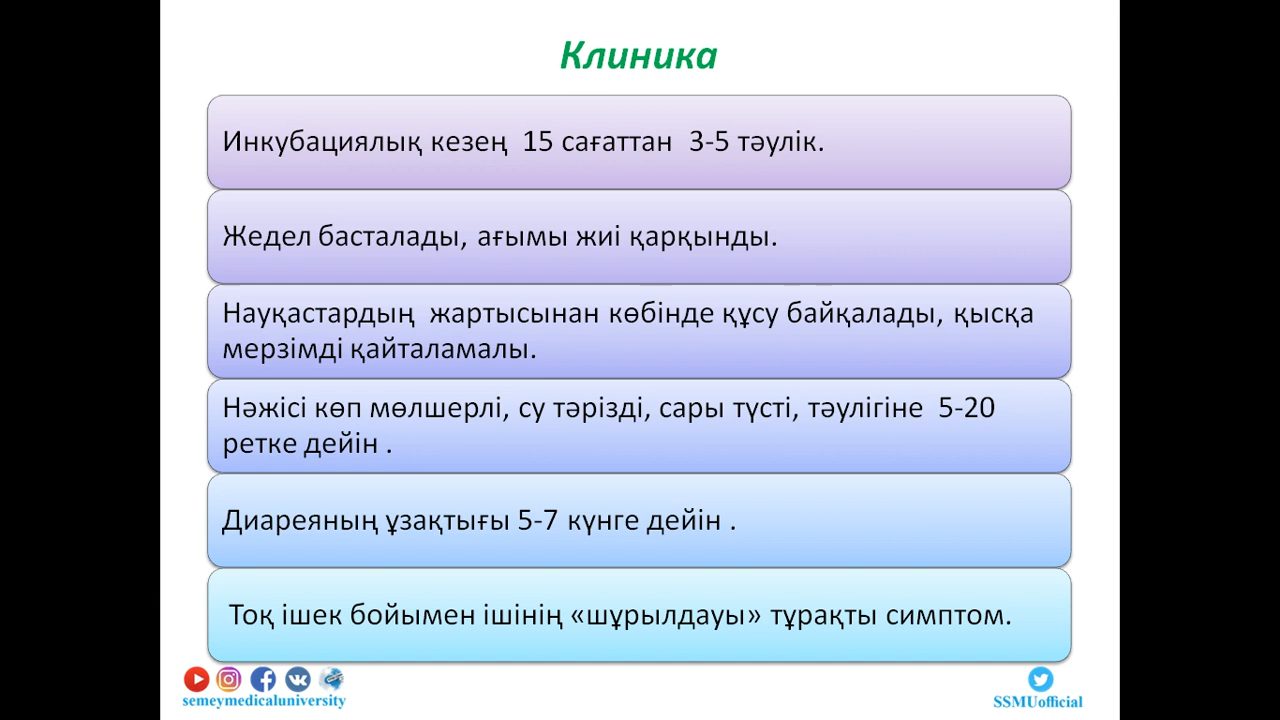 Клиника
Инкубациялық кезең 15 сағаттан 3-5 тәулік.
Жедел басталады, ағымы жиі қарқынды.
Науқастардың жартысынан көбінде құсу байқалады, қысқа
мерзімді қайталамалы.
Нәжісі көп мөлшерлі, су тәрізді, сары түсті, тәулігіне 5-20
ретке дейін .
Диареяның ұзақтығы 5-7 күнге дейін .
Тоқ ішек бойымен ішінің «шұрылдауы» тұрақты симптом.
semeymedicaluniversity
SSMUofficial